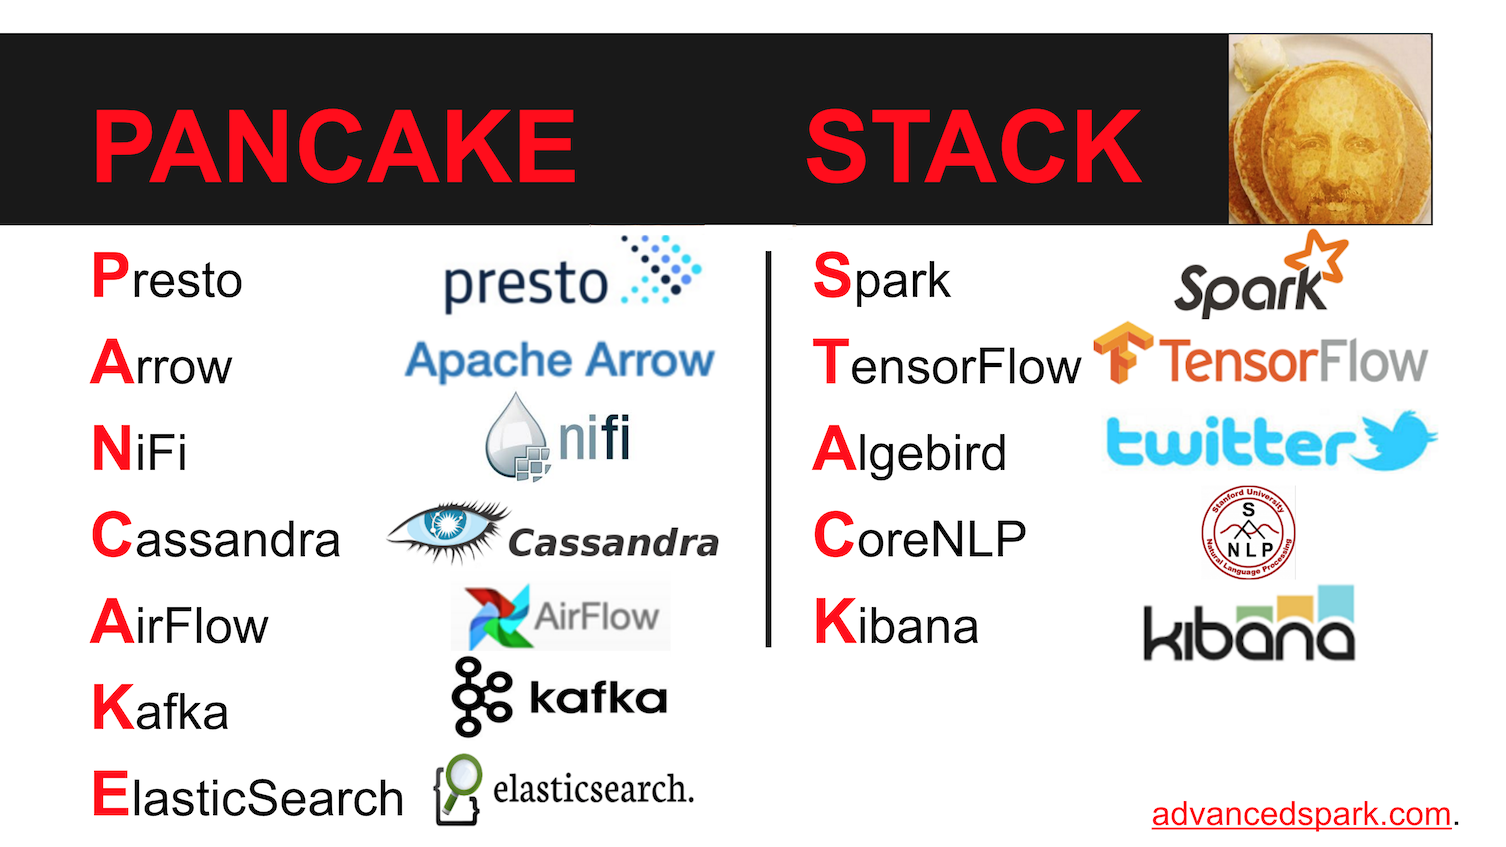 PANCAKE STACK
Presto
presto
Arrow
Apache Arrow
NiFi
nifi
Cassandra
Cassandra
AirFlow
AirFlow
Kafka
kafka
ElasticSearch
elasticsearch.
Spark
Spark
TensorFlow
TensorFlow
Algebird
twitter
CoreNLP
Stanford University
S
NLP
Natural Language Processing
Kibana
kibana
advancedspark.com.